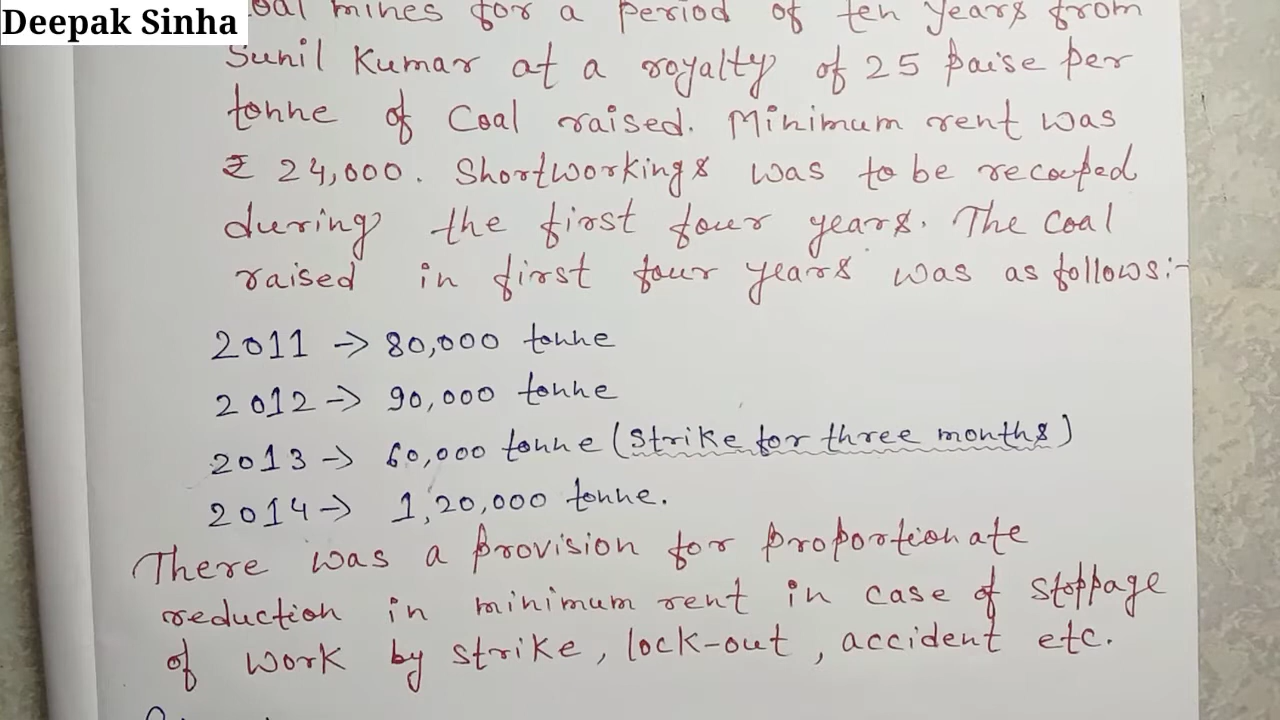 Deepak Sinha
coal mines for a period of ten years from
Sunil Kumar at a royalty of 25 paise per
tonne of Coal raised. Minimum rent was
₹ 24,000. Shortworkings was to be recouped
during the first four years. The Coal
raised in first four years was as follows:-
2011 -> 80,000 tonne
2012 -> 90,000 tonne
2013 -> 60,000 tonne (strike for three months)
2014 -> 1,20,000 tonne.
There was a provision for proportionate
reduction in minimum rent in case of stoppage
of work by strike, lock-out, accident etc.